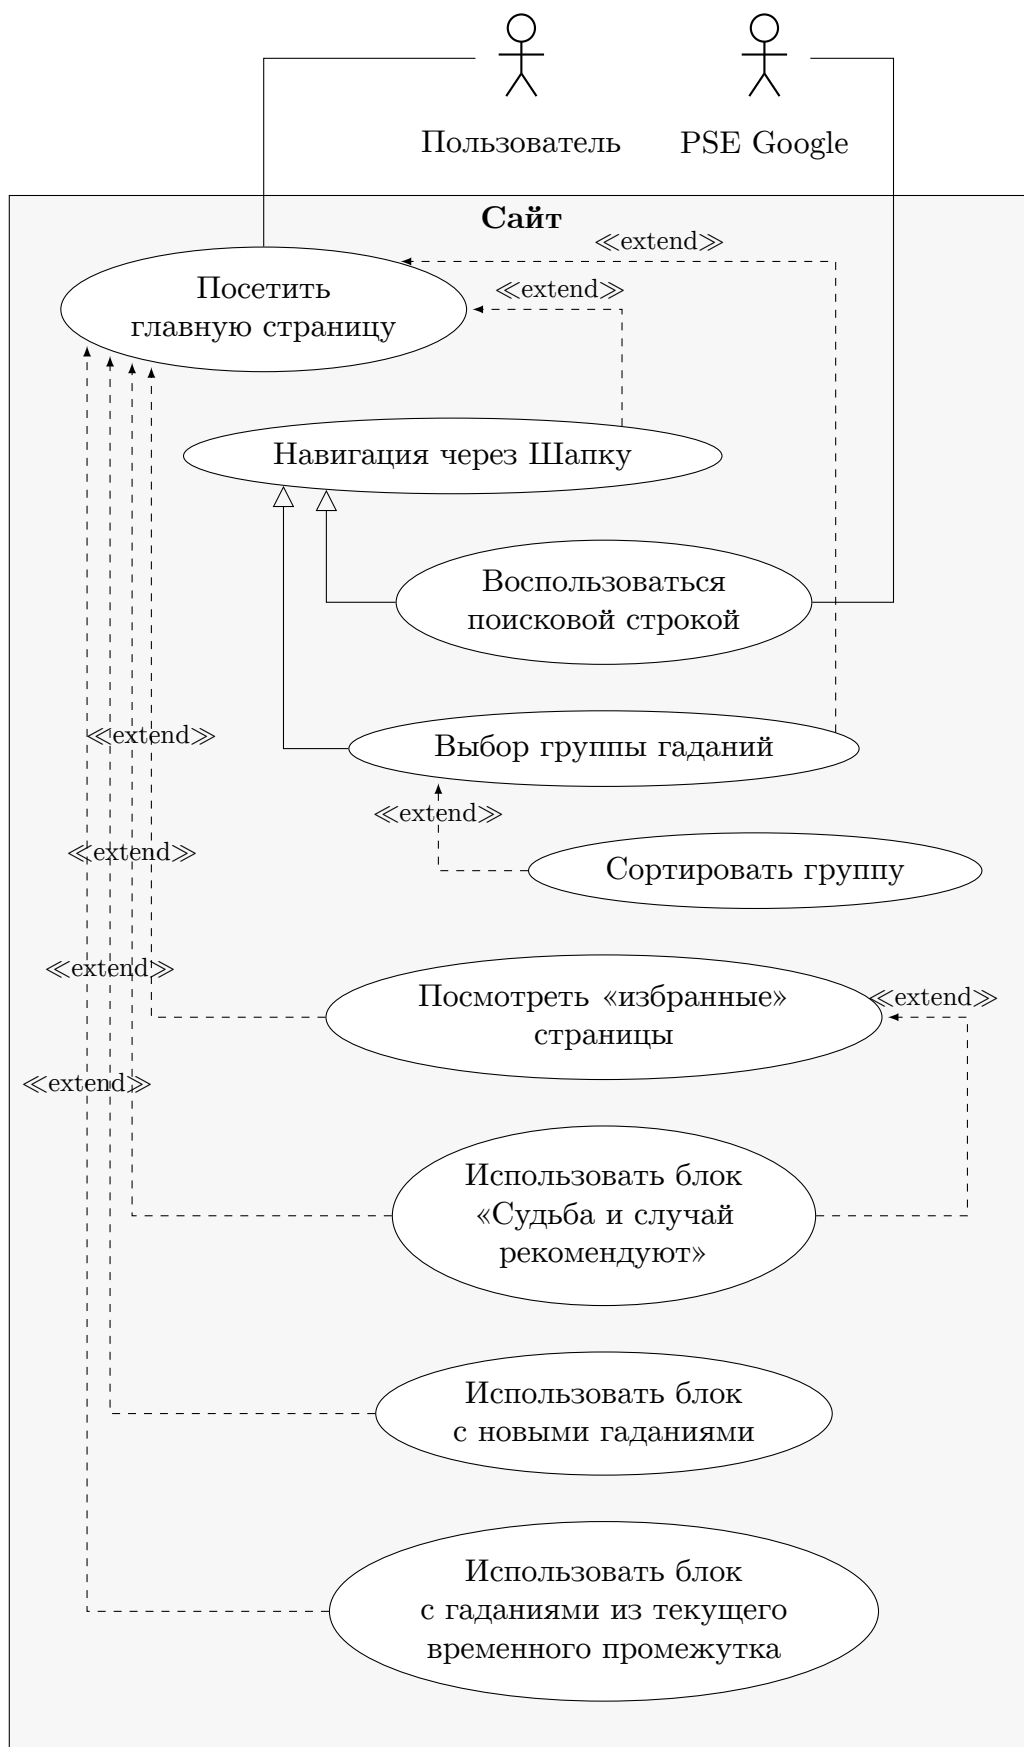 Пользователь
PSE Google
Сайт
≪extend≫
≪extend≫
Посетить
главную страницу
Навигация через Шапку
Воспользоваться
поисковой строкой
≪extend≫
Выбор группы гаданий
≪extend≫
≪extend≫
Сортировать группу
≪extend≫
Посмотреть «избранные»
страницы
≪extend≫
≪extend≫
Использовать блок
«Судьба и случай
рекомендуют»
Использовать блок
с новыми гаданиями
Использовать блок
с гаданиями из текущего
временного промежутка